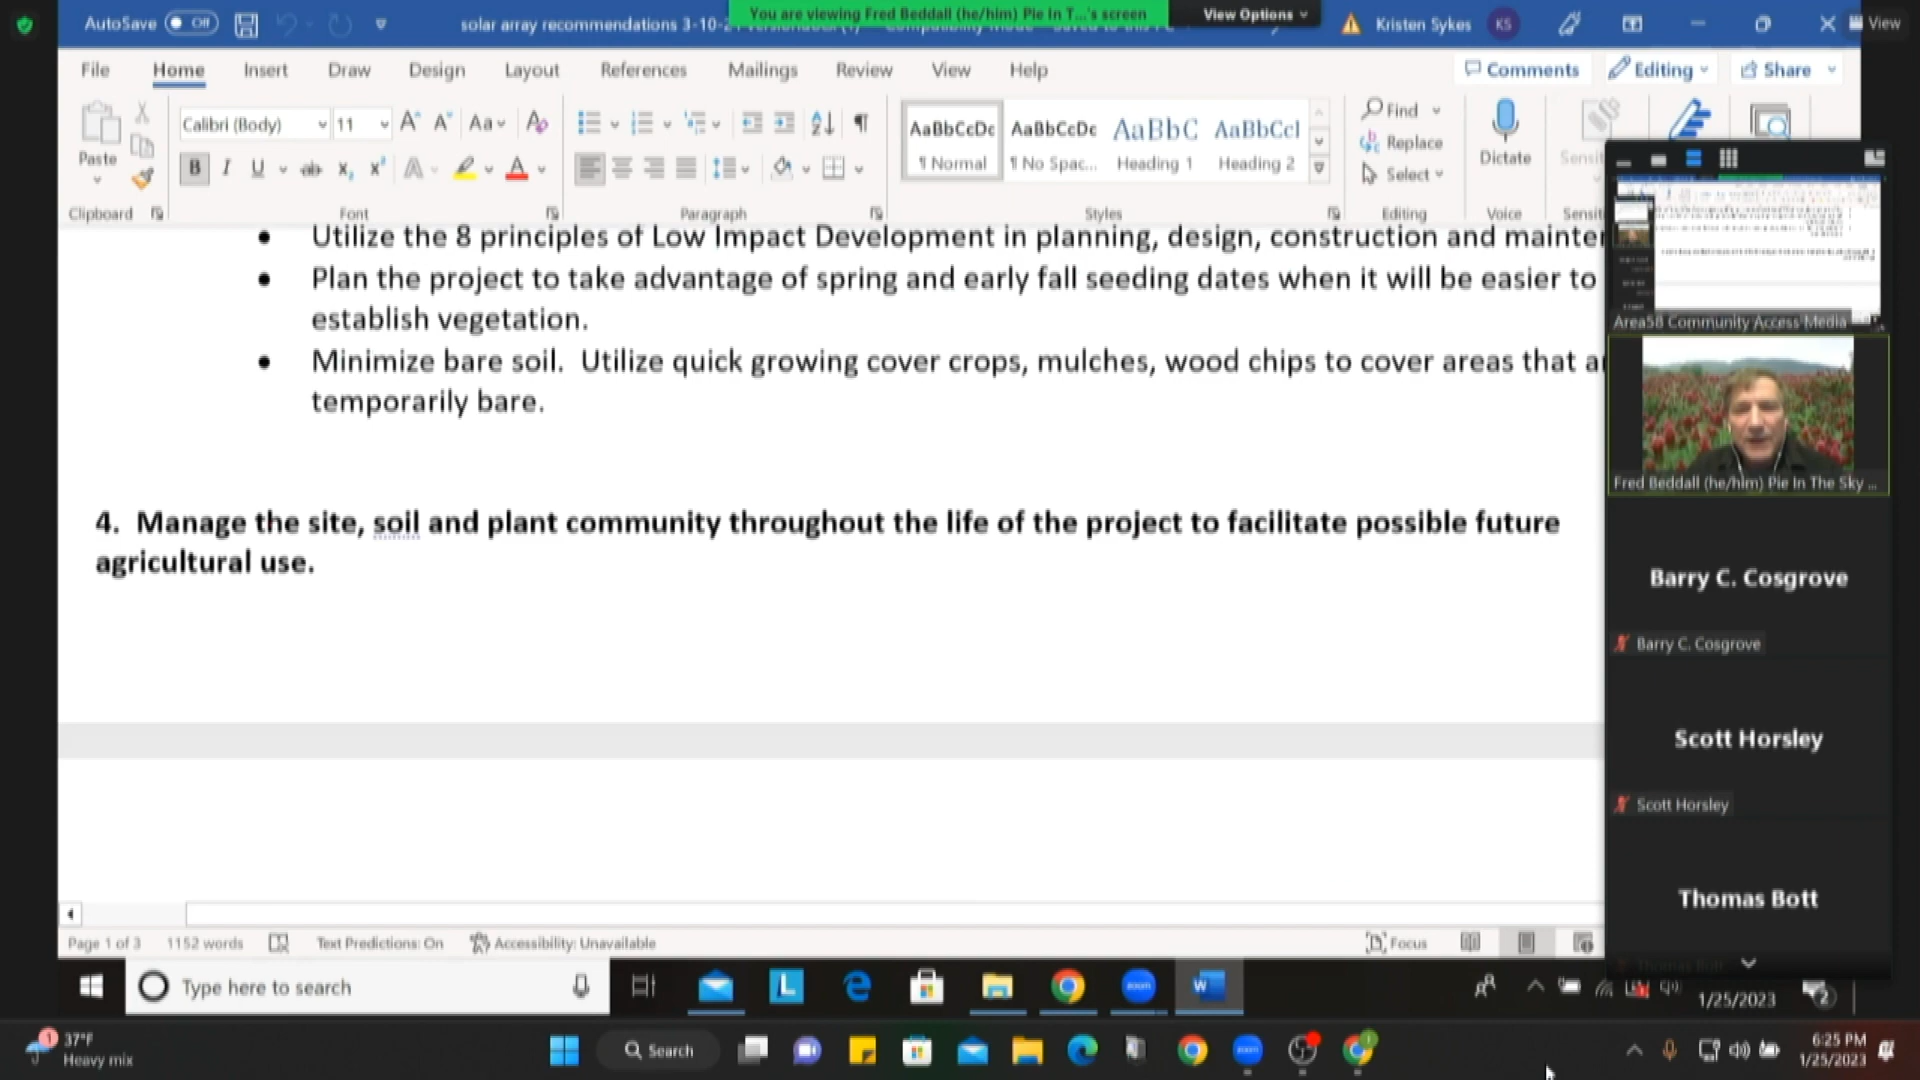 AutoSave Off
solar array recommendations 3-10-2
You are viewing Fred Beddall (he/him) Pie In T...'s screen
View Options
Kristen Sykes
KS
View
File Home Insert Draw Design Layout References Mailings Review View Help
Comments Editing Share
Paste
Calibri (Body) 11
AaBbCcDc AaBbCcDc AaBbC AaBbCcI
¶ Normal ¶ No Spac... Heading 1 Heading 2
Find
Replace
Select
Dictate
Clipboard Font Paragraph Styles Editing Voice
• Utilize the 8 principles of Low Impact Development in planning, design, construction and mainte
• Plan the project to take advantage of spring and early fall seeding dates when it will be easier to
establish vegetation.
• Minimize bare soil. Utilize quick growing cover crops, mulches, wood chips to cover areas that a
temporarily bare.
4. Manage the site, soil and plant community throughout the life of the project to facilitate possible future
agricultural use.
Area58 Community Access Media
Fred Beddall (he/him) Pie In The Sky ...
Barry C. Cosgrove
Barry C. Cosgrove
Scott Horsley
Scott Horsley
Thomas Bott
Page 1 of 3 1152 words Text Predictions: On Accessibility: Unavailable Focus
Type here to search
1/25/2023
2
37°F
Heavy mix
Search
6:25 PM
1/25/2023